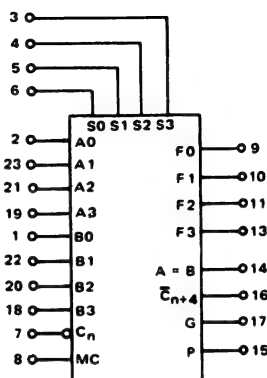 3
4
5
6
S0 S1 S2 S3
2 A0 F0 9
23 A1 F1 10
21 A2 F2 11
19 A3 F3 13
1 B0
22 B1 A = B 14
20 B2 C̅n+4 16
18 B3 G 17
7 Cn
8 MC P 15